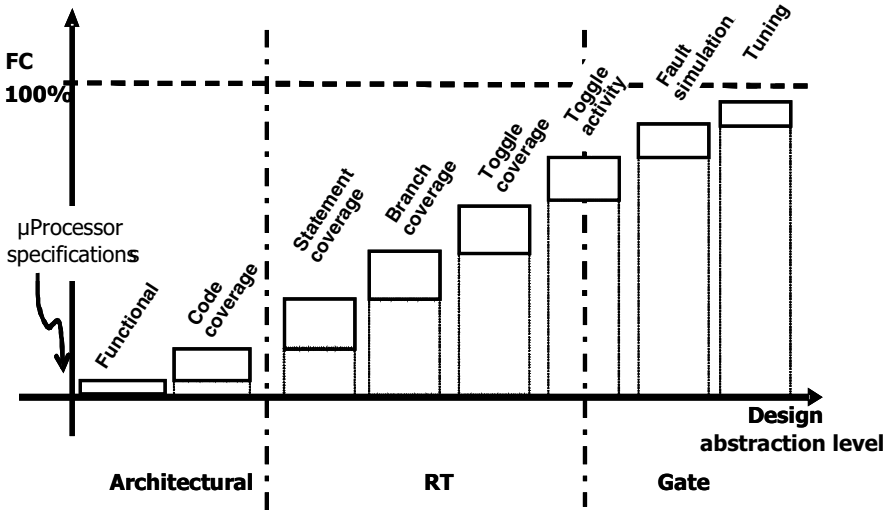 FC
100%
µProcessor
specifications
Functional
Code
coverage
Statement
coverage
Branch
coverage
Toggle
coverage
Toggle
activity
Fault
simulation
Tuning
Design
abstraction level
Architectural
RT
Gate